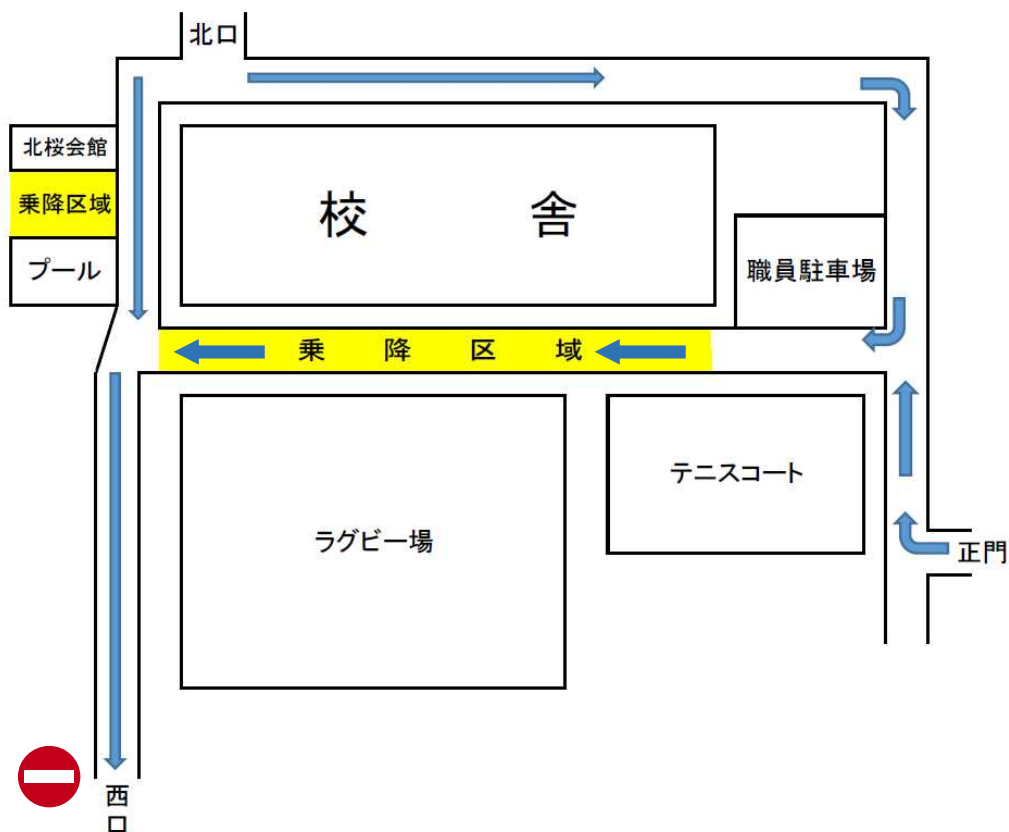 北口
北桜会館
乗降区域
プール
校舎
職員駐車場
乗降区域
ラグビー場
テニスコート
正門
西
口